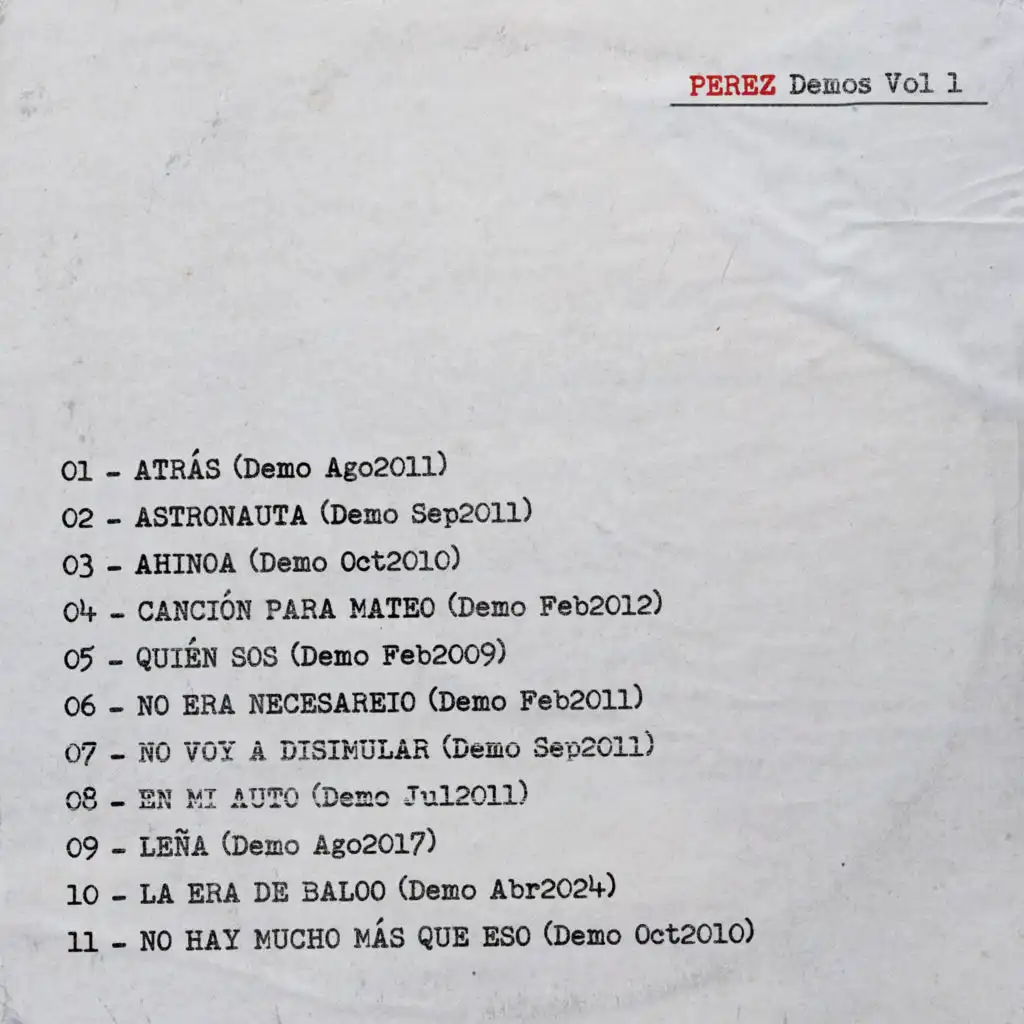 PEREZ Demos Vol 1
01 - ATRÁS (Demo Ago2011)
02 - ASTRONAUTA (Demo Sep2011)
03 - AHINOA (Demo Oct2010)
04 - CANCIÓN PARA MATEO (Demo Feb2012)
05 - QUIÉN SOS (Demo Feb2009)
06 - NO ERA NECESAREIO (Demo Feb2011)
07 - NO VOY A DISIMULAR (Demo Sep2011)
08 - EN MI AUTO (Demo Jul2011)
09 - LEÑA (Demo Ago2017)
10 - LA ERA DE BALOO (Demo Abr2024)
11 - NO HAY MUCHO MÁS QUE ESO (Demo Oct2010)